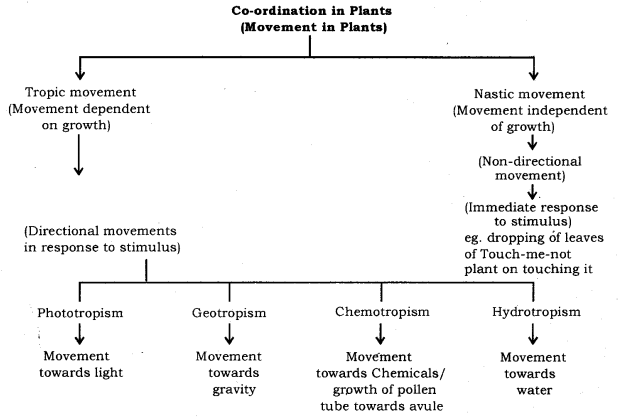 Co-ordination in Plants
(Movement in Plants)
Tropic movement
(Movement dependent
on growth)
Nastic movement
(Movement independent
of growth)
(Non-directional
movement)
(Immediate response
to stimulus)
eg. dropping of leaves
of Touch-me-not
plant on touching it
(Directional movements
in response to stimulus)
Phototropism
Geotropism
Chemotropism
Hydrotropism
Movement
towards light
Movement
towards
gravity
Movement
towards Chemicals/
growth of pollen
tube towards avule
Movement
towards
water